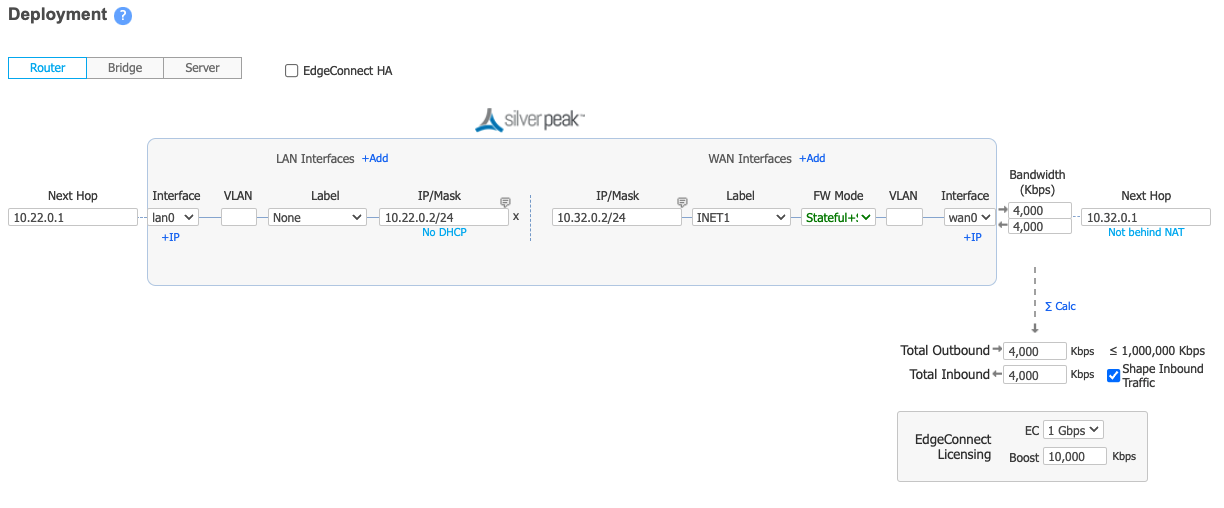 Deployment ?
Router Bridge Server EdgeConnect HA
silver peak™
LAN Interfaces +Add WAN Interfaces +Add
Next Hop Interface VLAN Label IP/Mask IP/Mask Label FW Mode VLAN Interface Bandwidth (Kbps) Next Hop
10.22.0.1 lan0 None 10.22.0.2/24 x 10.32.0.2/24 INET1 Stateful+S wan0 4,000 10.32.0.1
4,000
+IP No DHCP +IP Not behind NAT
Σ Calc
Total Outbound 4,000 Kbps ≤ 1,000,000 Kbps
Total Inbound 4,000 Kbps Shape Inbound Traffic
EdgeConnect Licensing
EC 1 Gbps
Boost 10,000 Kbps